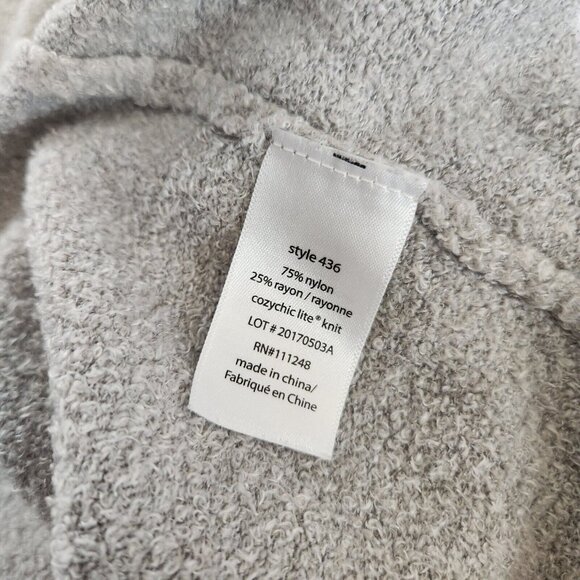 style 436
75% nylon
25% rayon / rayonne
cozychic lite® knit
LOT # 20170503A
RN#111248
made in china/
Fabriqué en Chine